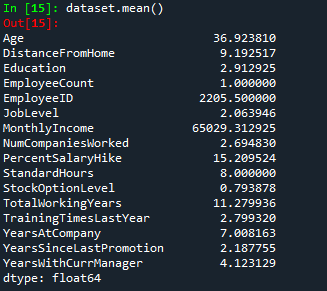 In [15]: dataset.mean()
Out[15]:
Age 36.923810
DistanceFromHome 9.192517
Education 2.912925
EmployeeCount 1.000000
EmployeeID 2205.500000
JobLevel 2.063946
MonthlyIncome 65029.312925
NumCompaniesWorked 2.694830
PercentSalaryHike 15.209524
StandardHours 8.000000
StockOptionLevel 0.793878
TotalWorkingYears 11.279936
TrainingTimesLastYear 2.799320
YearsAtCompany 7.008163
YearsSinceLastPromotion 2.187755
YearsWithCurrManager 4.123129
dtype: float64